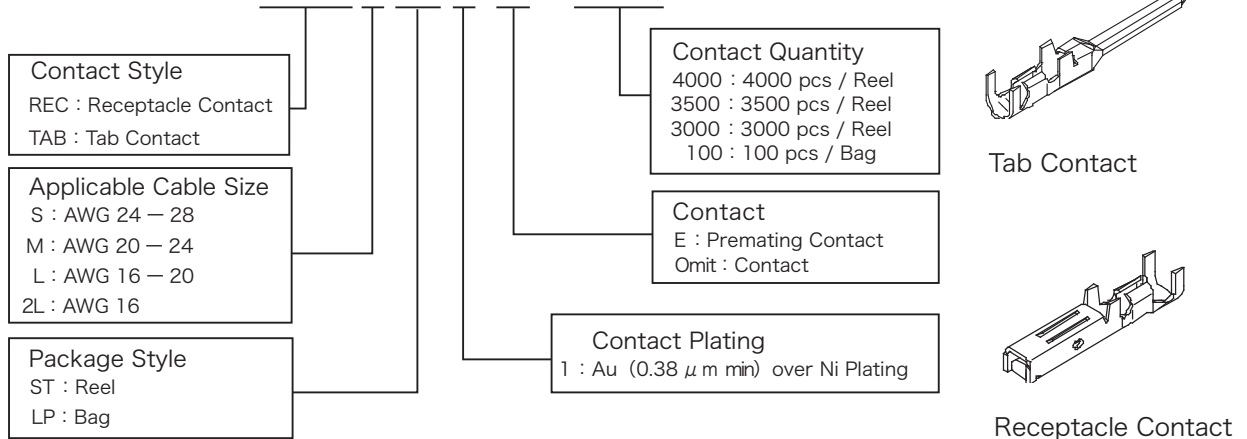 Contact Style
REC：Receptacle Contact
TAB：Tab Contact
Applicable Cable Size
S：AWG 24 − 28
M：AWG 20 − 24
L：AWG 16 − 20
2L：AWG 16
Package Style
ST：Reel
LP：Bag
Contact Quantity
4000：4000 pcs / Reel
3500：3500 pcs / Reel
3000：3000 pcs / Reel
100：100 pcs / Bag
Contact
E：Premating Contact
Omit：Contact
Contact Plating
1：Au（0.38 μ m min）over Ni Plating
Tab Contact
Receptacle Contact